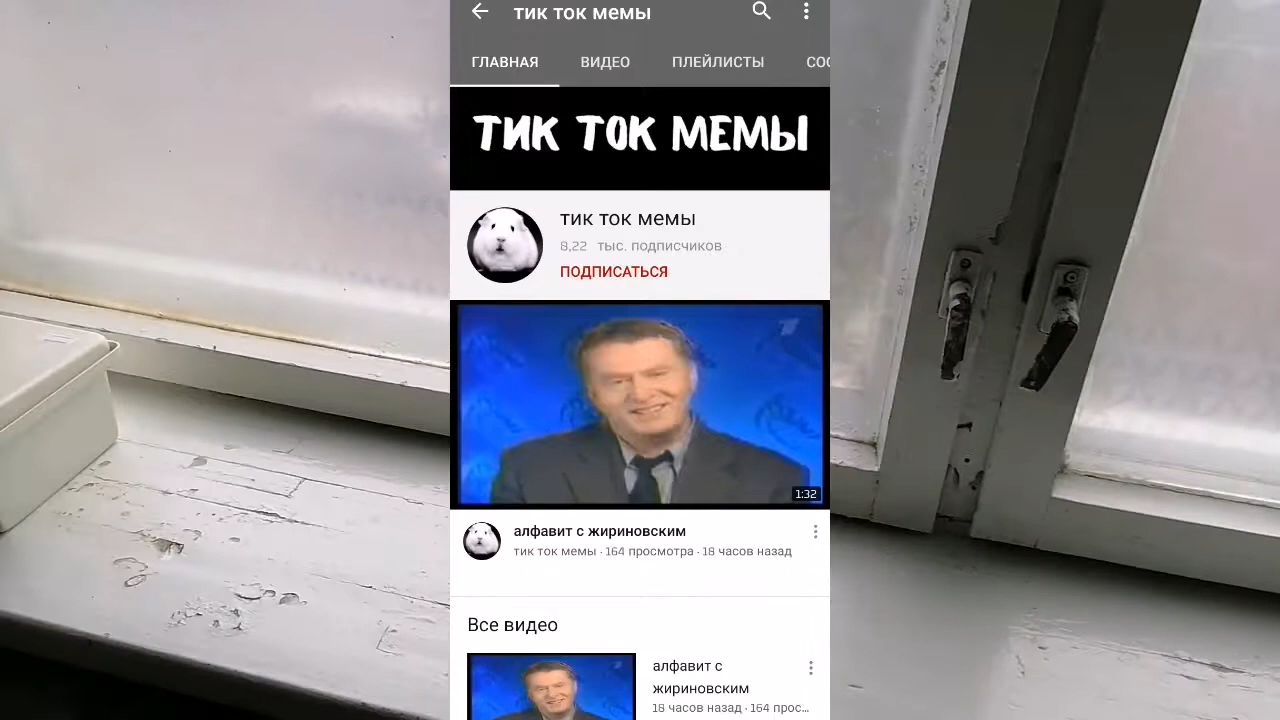 тик ток мемы
ГЛАВНАЯ ВИДЕО ПЛЕЙЛИСТЫ СОО
ТИК ТОК МЕМЫ
тик ток мемы
8,22 тыс. подписчиков
ПОДПИСАТЬСЯ
1:32
алфавит с жириновским
тик ток мемы · 164 просмотра · 18 часов назад
Все видео
алфавит с
жириновским
18 часов назад · 164 прос...